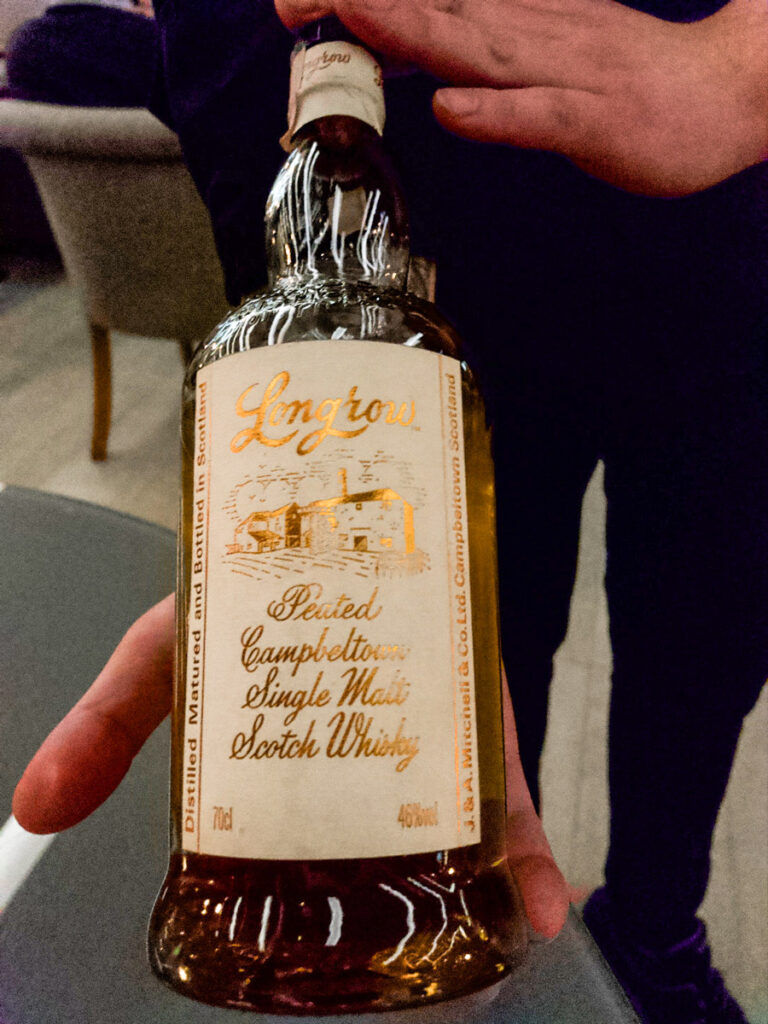 Longrow
Longrow
Peated
Campbeltown
Single Malt
Scotch Whisky
70cl 46%vol
Distilled Matured and Bottled in Scotland
J. & A. Mitchell & Co. Ltd. Campbeltown Scotland